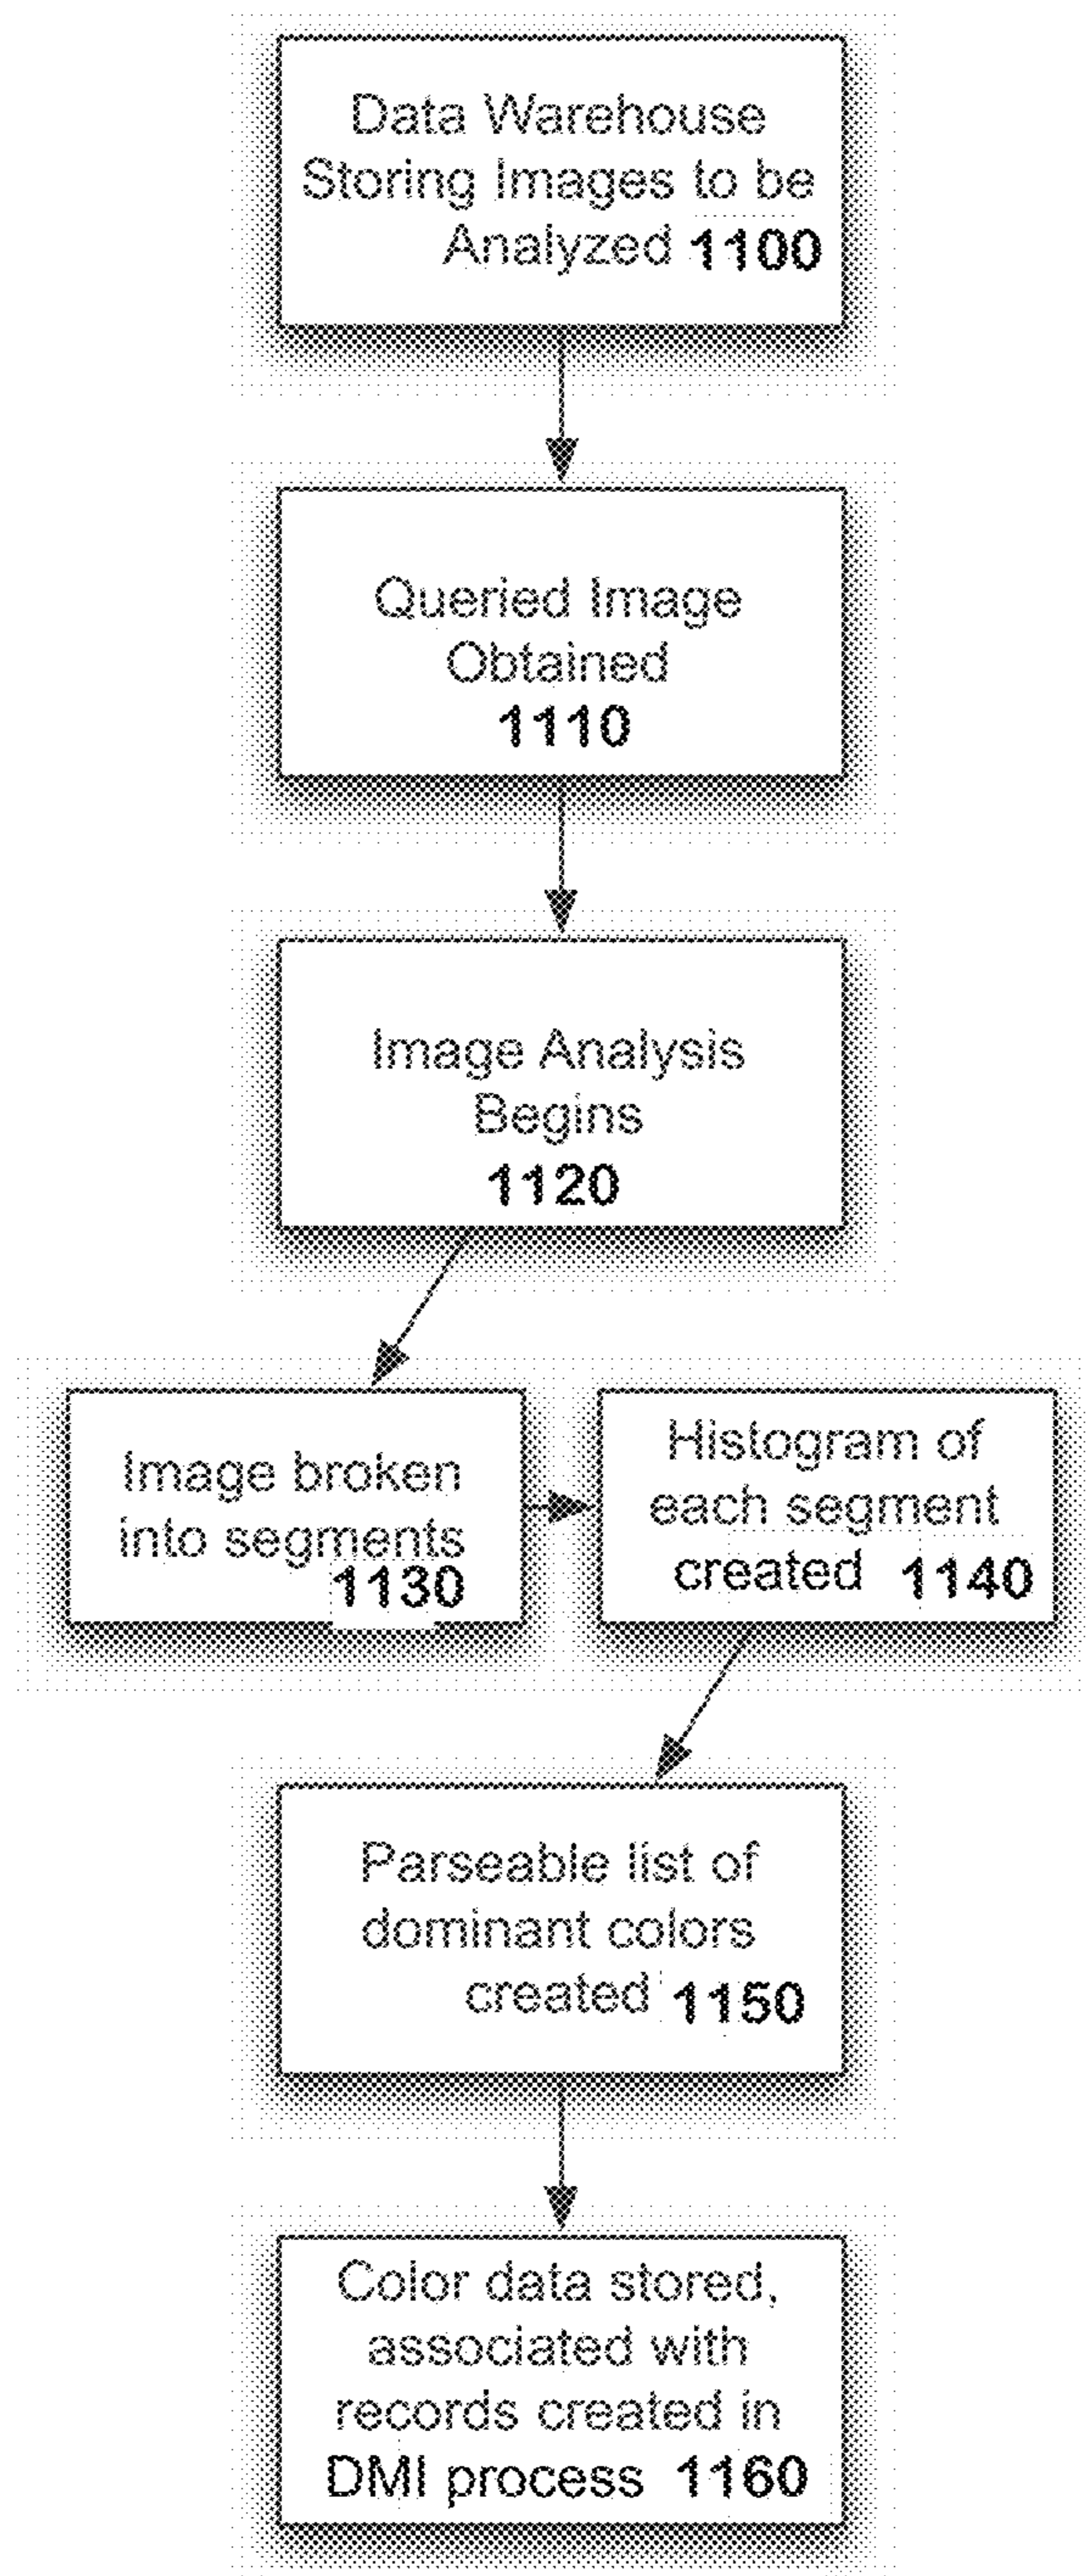 Data Warehouse
Storing Images to be
Analyzed 1100
Queried Image
Obtained
1110
Image Analysis
Begins
1120
Image broken
into segments
1130
Histogram of
each segment
created 1140
Parseable list of
dominant colors
created 1150
Color data stored,
associated with
records created in
DMI process 1160